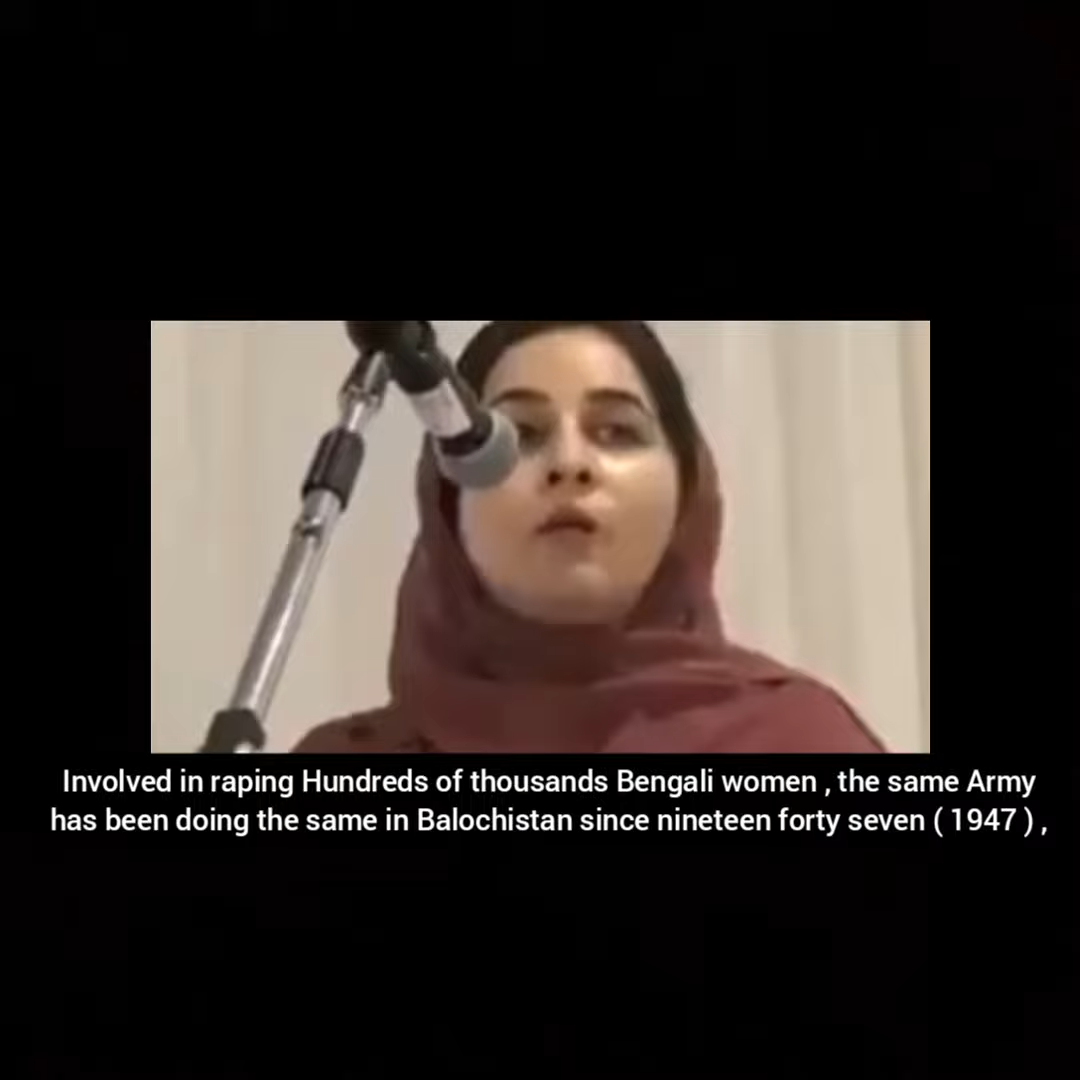 Involved in raping Hundreds of thousands Bengali women , the same Army
has been doing the same in Balochistan since nineteen forty seven ( 1947 ) ,